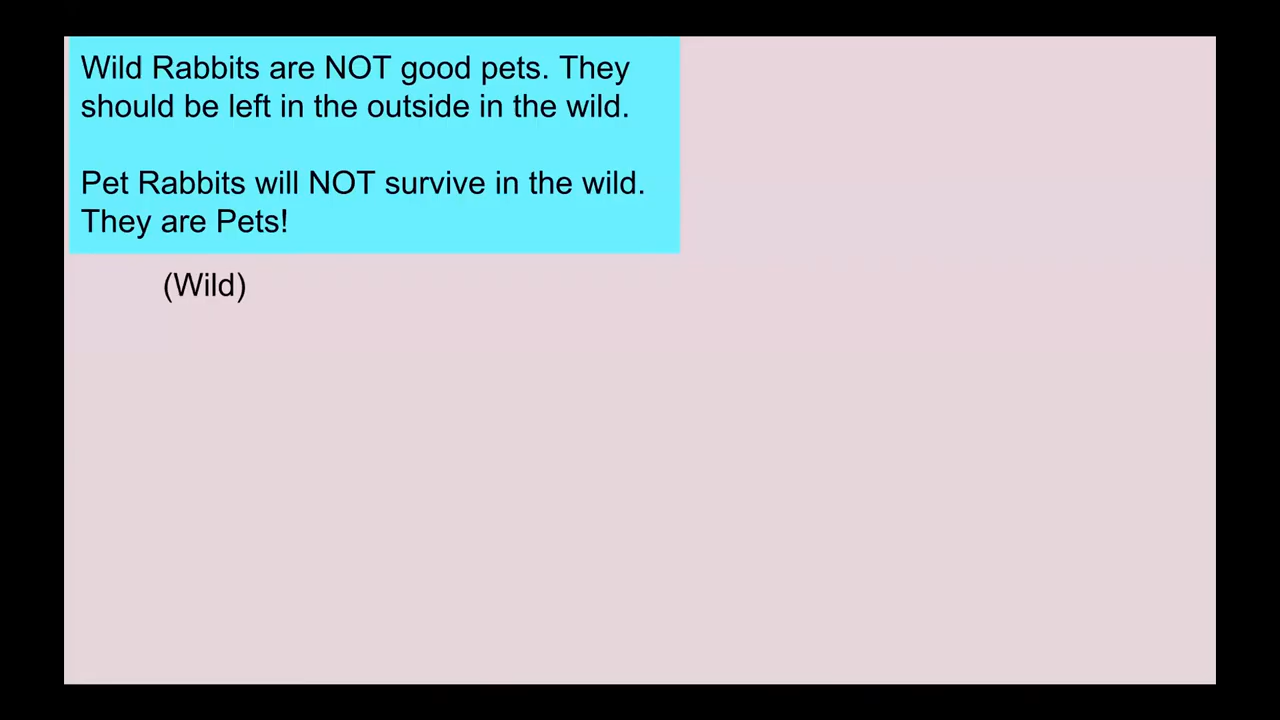 Wild Rabbits are NOT good pets. They
should be left in the outside in the wild.
Pet Rabbits will NOT survive in the wild.
They are Pets!
(Wild)